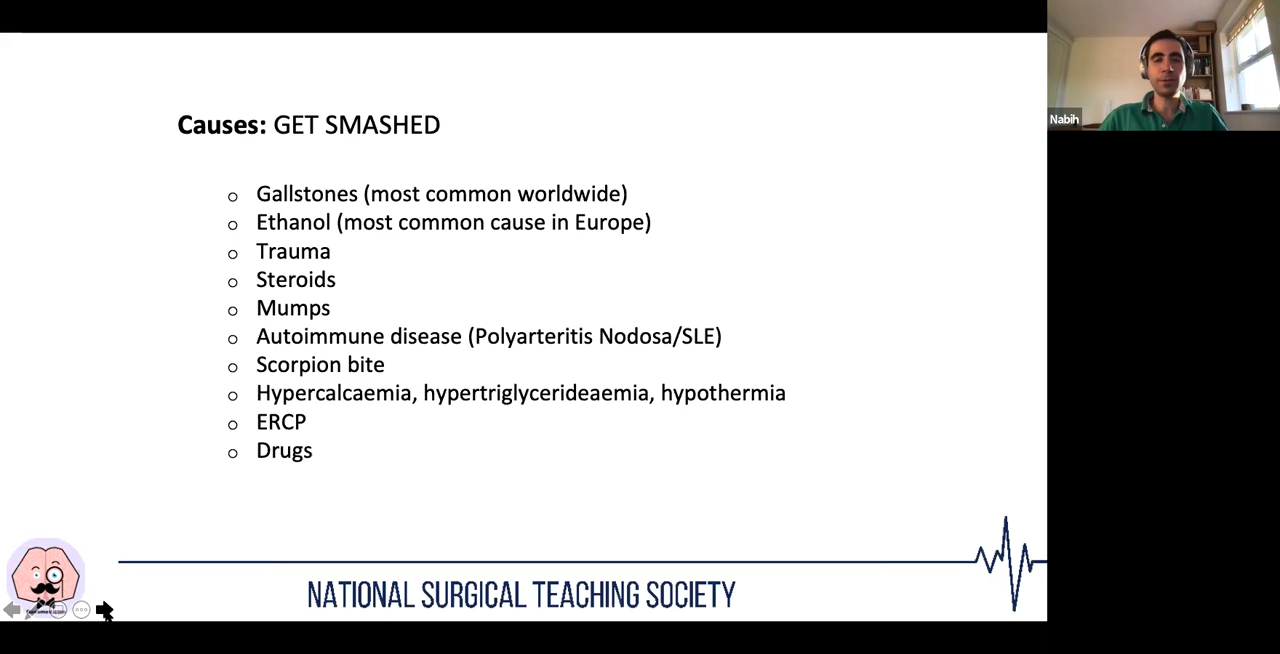 Causes: GET SMASHED
Gallstones (most common worldwide)
Ethanol (most common cause in Europe)
Trauma
Steroids
Mumps
Autoimmune disease (Polyarteritis Nodosa/SLE)
Scorpion bite
Hypercalcaemia, hypertriglycerideaemia, hypothermia
ERCP
Drugs
NATIONAL SURGICAL TEACHING SOCIETY
Nabih